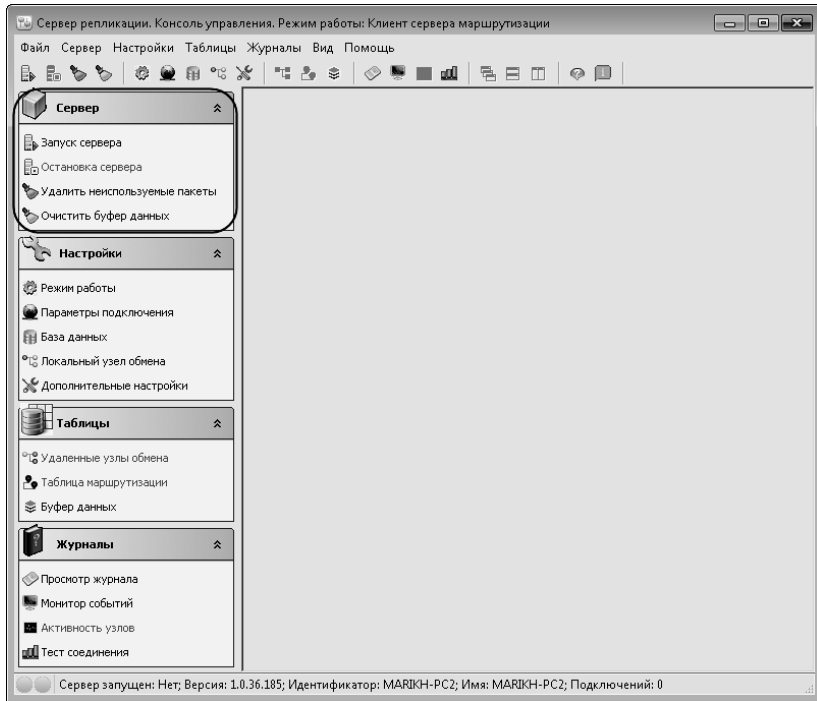 Сервер репликации. Консоль управления. Режим работы: Клиент сервера маршрутизации
Файл Сервер Настройки Таблицы Журналы Вид Помощь
Сервер
Запуск сервера
Остановка сервера
Удалить неиспользуемые пакеты
Очистить буфер данных
Настройки
Режим работы
Параметры подключения
База данных
Локальный узел обмена
Дополнительные настройки
Таблицы
Удаленные узлы обмена
Таблица маршрутизации
Буфер данных
Журналы
Просмотр журнала
Монитор событий
Активность узлов
Тест соединения
Сервер запущен: Нет; Версия: 1.0.36.185; Идентификатор: MARIKH-PC2; Имя: MARIKH-PC2; Подключений: 0